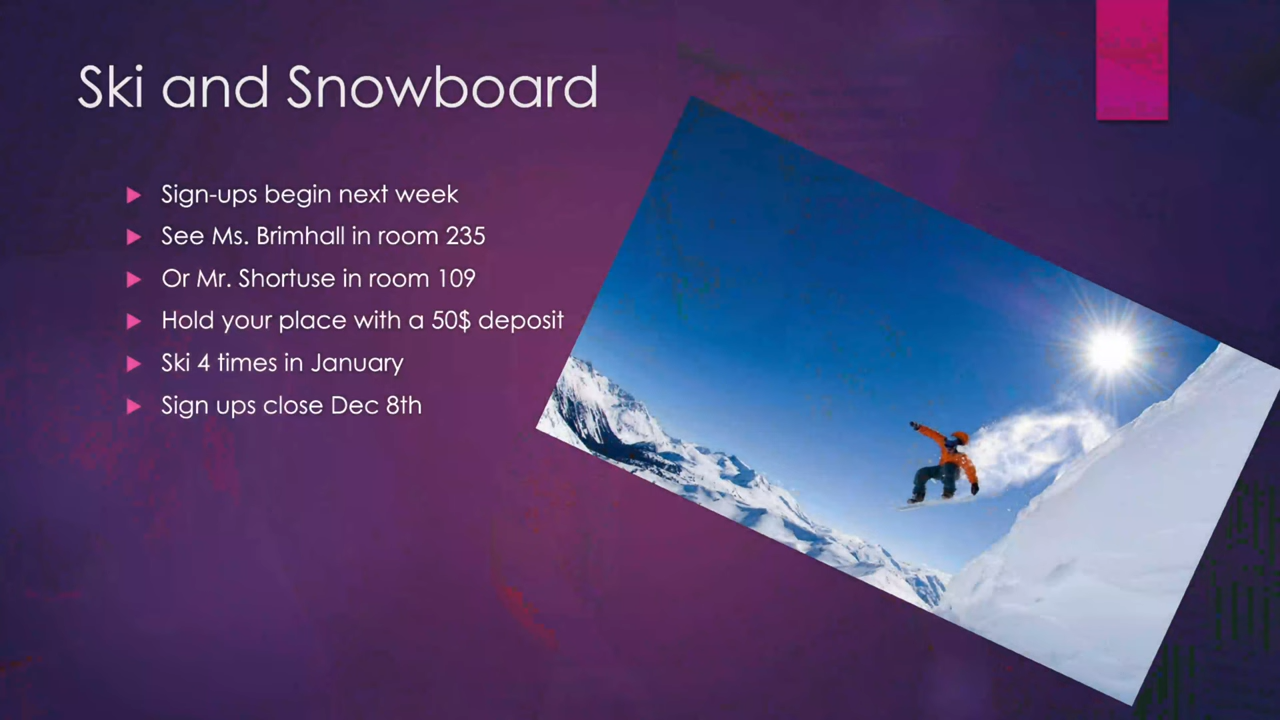 Ski and Snowboard
Sign-ups begin next week
See Ms. Brimhall in room 235
Or Mr. Shortuse in room 109
Hold your place with a 50$ deposit
Ski 4 times in January
Sign ups close Dec 8th